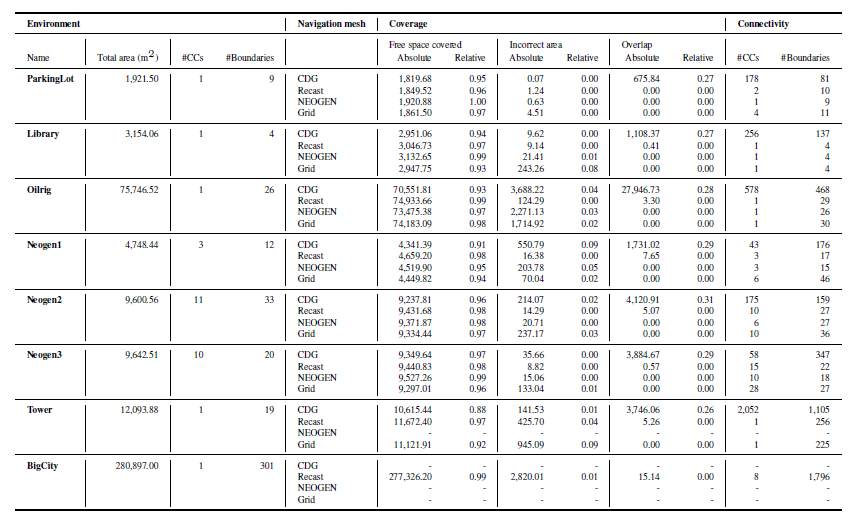 Environment Navigation mesh Coverage Connectivity
Free space covered Incorrect area Overlap
Name Total area (m2) #CCs #Boundaries Absolute Relative Absolute Relative Absolute Relative #CCs #Boundaries
ParkingLot 1,921.50 1 9 CDG 1,819.68 0.95 0.07 0.00 675.84 0.27 178 81
Recast 1,849.52 0.96 1.24 0.00 0.00 0.00 2 10
NEOGEN 1,920.88 1.00 0.63 0.00 0.00 0.00 1 9
Grid 1,861.50 0.97 4.51 0.00 0.00 0.00 4 11
Library 3,154.06 1 4 CDG 2,951.06 0.94 9.62 0.00 1,108.37 0.27 256 137
Recast 3,046.73 0.97 9.14 0.00 0.41 0.00 1 4
NEOGEN 3,132.65 0.99 21.41 0.01 0.00 0.00 1 4
Grid 2,947.75 0.93 243.26 0.08 0.00 0.00 1 4
Oilrig 75,746.52 1 26 CDG 70,551.81 0.93 3,688.22 0.04 27,946.73 0.28 578 468
Recast 74,933.66 0.99 124.29 0.00 3.30 0.00 1 29
NEOGEN 73,475.38 0.97 2,271.13 0.03 0.00 0.00 1 26
Grid 74,183.09 0.98 1,714.92 0.02 0.00 0.00 1 30
Neogen1 4,748.44 3 12 CDG 4,341.39 0.91 550.79 0.09 1,731.02 0.29 43 176
Recast 4,659.20 0.98 16.38 0.00 7.65 0.00 3 17
NEOGEN 4,519.90 0.95 203.78 0.05 0.00 0.00 3 15
Grid 4,449.82 0.94 70.04 0.02 0.00 0.00 6 46
Neogen2 9,600.56 11 33 CDG 9,237.81 0.96 214.07 0.02 4,120.91 0.31 175 159
Recast 9,431.68 0.98 14.29 0.00 5.07 0.00 10 27
NEOGEN 9,371.87 0.98 20.71 0.00 0.00 0.00 6 27
Grid 9,334.44 0.97 237.17 0.03 0.00 0.00 10 36
Neogen3 9,642.51 10 20 CDG 9,349.64 0.97 35.66 0.00 3,884.67 0.29 58 347
Recast 9,440.83 0.98 8.82 0.00 0.57 0.00 15 22
NEOGEN 9,527.26 0.99 15.06 0.00 0.00 0.00 10 18
Grid 9,297.01 0.96 133.04 0.01 0.00 0.00 28 27
Tower 12,093.88 1 19 CDG 10,615.44 0.88 141.53 0.01 3,746.06 0.26 2,052 1,105
Recast 11,672.40 0.97 425.70 0.04 5.26 0.00 1 256
NEOGEN - - - - - - - -
Grid 11,121.91 0.92 945.09 0.09 0.00 0.00 1 225
BigCity 280,897.00 1 301 CDG - - - - - - - -
Recast 277,326.20 0.99 2,820.01 0.01 15.14 0.00 8 1,796
NEOGEN - - - - - - - -
Grid - - - - - - - -